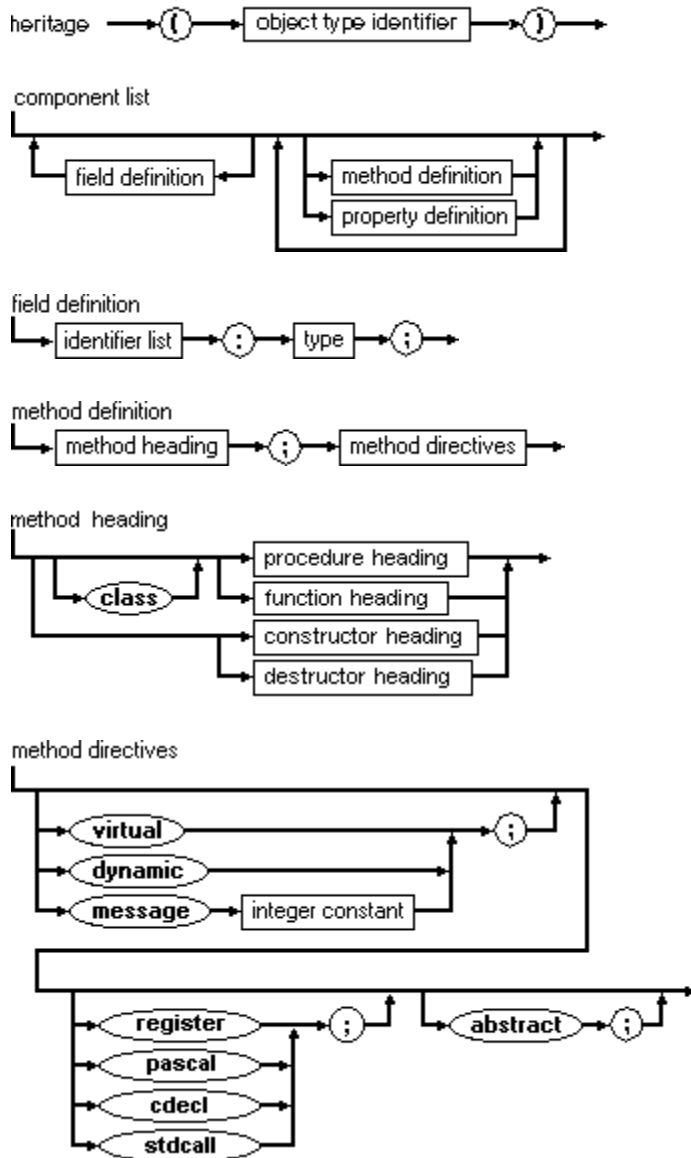 heritage ( object type identifier )
component list
field definition method definition
property definition
field definition
identifier list : type ;
method definition
method heading ; method directives
method heading
procedure heading
class function heading
constructor heading
destructor heading
method directives
virtual ;
dynamic
message integer constant
register ; abstract ;
pascal
cdecl
stdcall